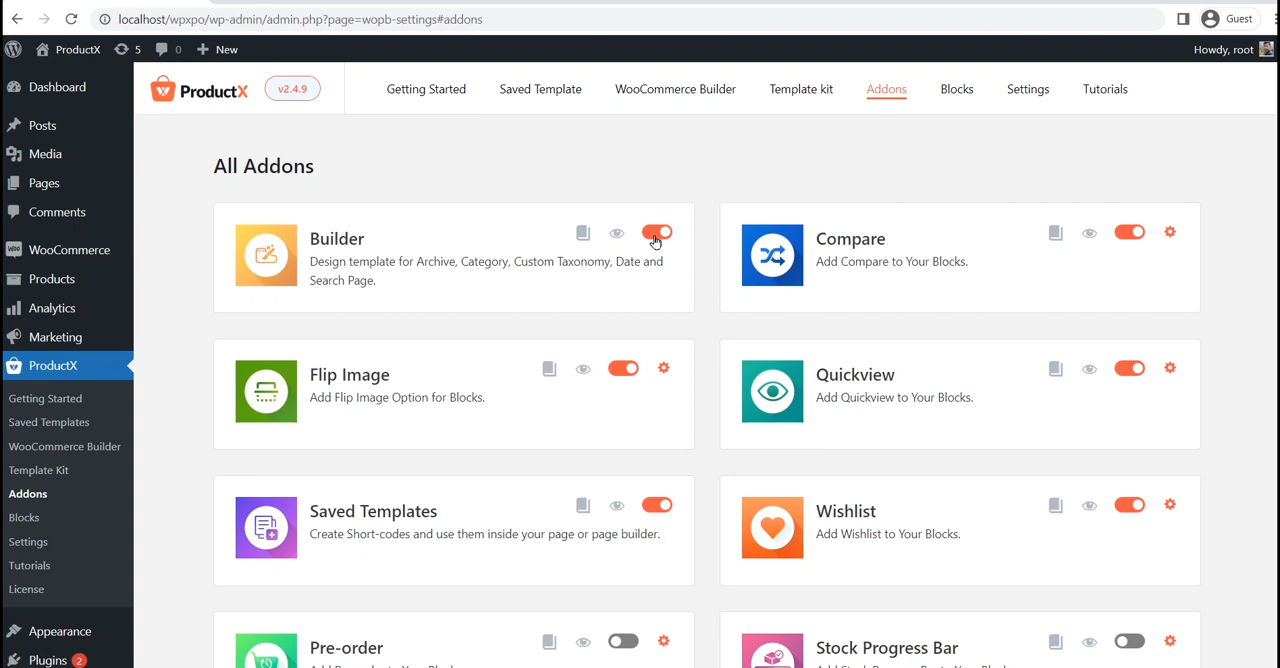 localhost/wpxpo/wp-admin/admin.php?page=wopb-settings#addons
Guest
ProductX 5 0 New
Howdy, root
Dashboard
Posts
Media
Pages
Comments
WooCommerce
Products
Analytics
Marketing
ProductX
Getting Started
Saved Templates
WooCommerce Builder
Template Kit
Addons
Blocks
Settings
Tutorials
License
Appearance
Plugins 2
ProductX v2.4.9
Getting Started Saved Template WooCommerce Builder Template kit Addons Blocks Settings Tutorials
All Addons
Builder
Design template for Archive, Category, Custom Taxonomy, Date and
Search Page.
Compare
Add Compare to Your Blocks.
Flip Image
Add Flip Image Option for Blocks.
Quickview
Add Quickview to Your Blocks.
Saved Templates
Create Short-codes and use them inside your page or page builder.
Wishlist
Add Wishlist to Your Blocks.
Pre-order
Stock Progress Bar